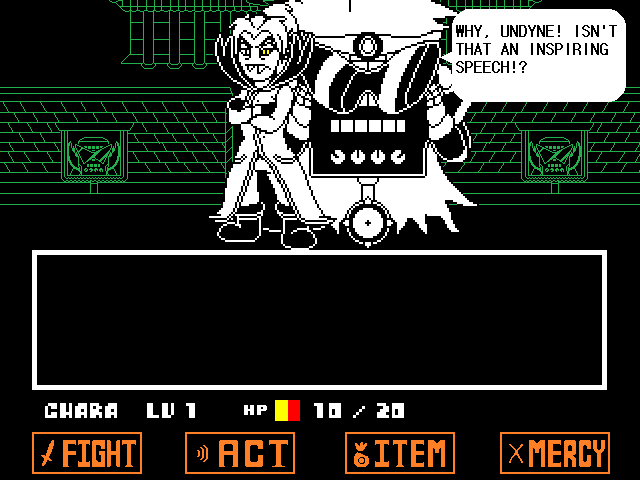 WHY, UNDYNE! ISN'T
THAT AN INSPIRING
SPEECH!?
CHARA LV 1 HP 10 / 20
FIGHT ACT ITEM MERCY